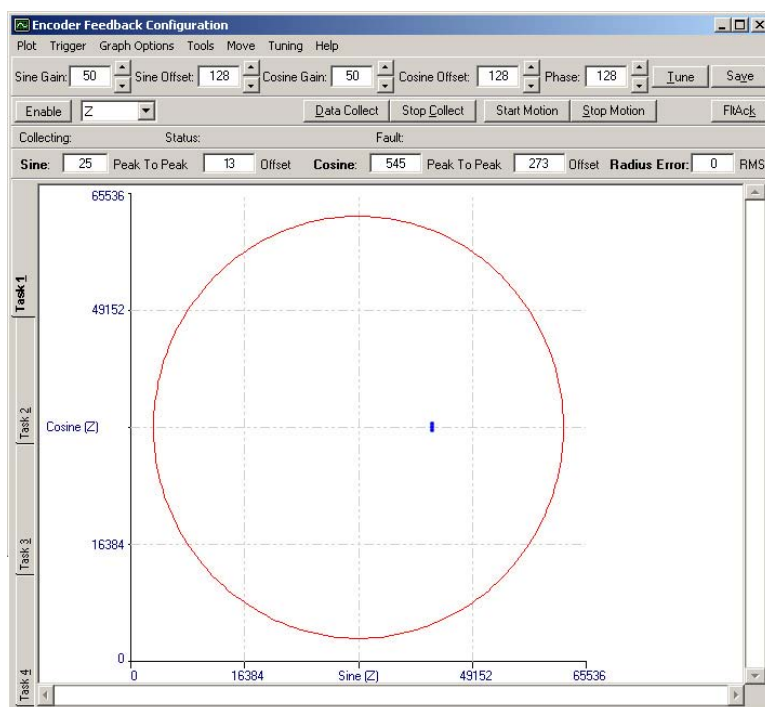 Encoder Feedback Configuration
Plot Trigger Graph Options Tools Move Tuning Help
Sine Gain: 50 Sine Offset: 128 Cosine Gain: 50 Cosine Offset: 128 Phase: 128 Tune Save
Enable Z Data Collect Stop Collect Start Motion Stop Motion FltAck
Collecting: Status: Fault:
Sine: 25 Peak To Peak 13 Offset Cosine: 545 Peak To Peak 273 Offset Radius Error: 0 RMS
65536
49152
Cosine (Z)
16384
0
0 16384 Sine (Z) 49152 65536
Task 1
Task 2
Task 3
Task 4